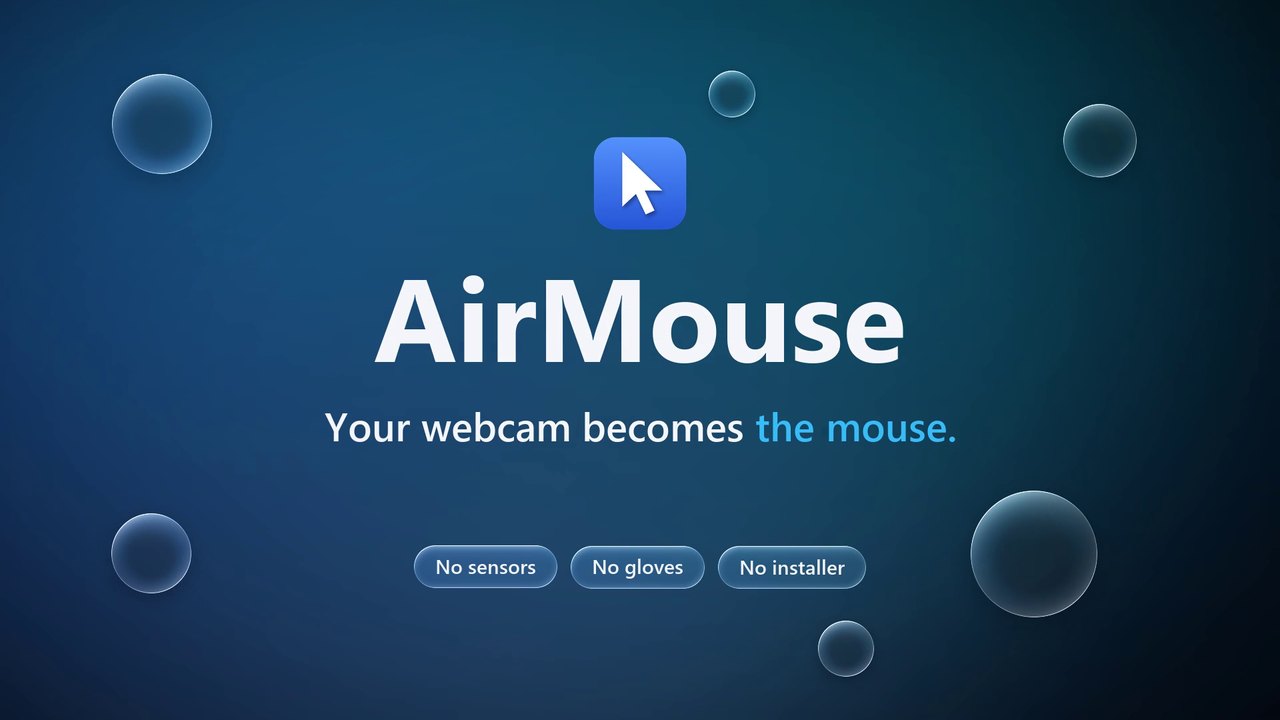 AirMouse
Your webcam becomes the mouse.
No sensors
No gloves
No installer